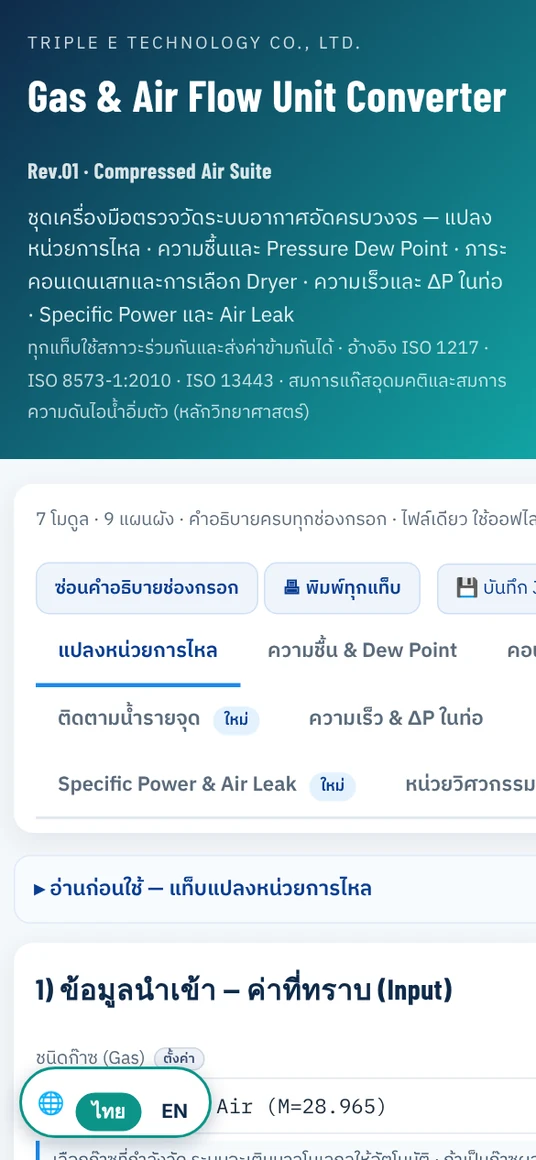 TRIPLE E TECHNOLOGY CO., LTD.
Gas & Air Flow Unit Converter
Rev.01 · Compressed Air Suite
ชุดเครื่องมือตรวจวัดระบบอากาศอัดครบวงจร — แปลง
หน่วยการไหล · ความชื้นและ Pressure Dew Point · ภาระ
คอนเดนเสทและการเลือก Dryer · ความเร็วและ ΔP ในท่อ
· Specific Power และ Air Leak
ทุกแท็บใช้สภาวะร่วมกันและส่งค่าข้ามกันได้ · อ้างอิง ISO 1217 ·
ISO 8573-1:2010 · ISO 13443 · สมการแก๊สอุดมคติและสมการ
ความดันไอน้ำอิ่มตัว (หลักวิทยาศาสตร์)
7 โมดูล · 9 แผนผัง · คำอธิบายครบทุกช่องกรอก · ไฟล์เดียว ใช้ออฟไล
ซ่อนคำอธิบายช่องกรอก พิมพ์ทุกแท็บ บันทึก
แปลงหน่วยการไหล ความชื้น & Dew Point
ติดตามน้ำรายจุด ใหม่ ความเร็ว & ΔP ในท่อ
Specific Power & Air Leak ใหม่ หน่วยวิศวกรรม
▸ อ่านก่อนใช้ — แท็บแปลงหน่วยการไหล
1) ข้อมูลนำเข้า — ค่าที่ทราบ (Input)
ชนิดก๊าซ (Gas) ตั้งค่า
ไทย EN Air (M=28.965)